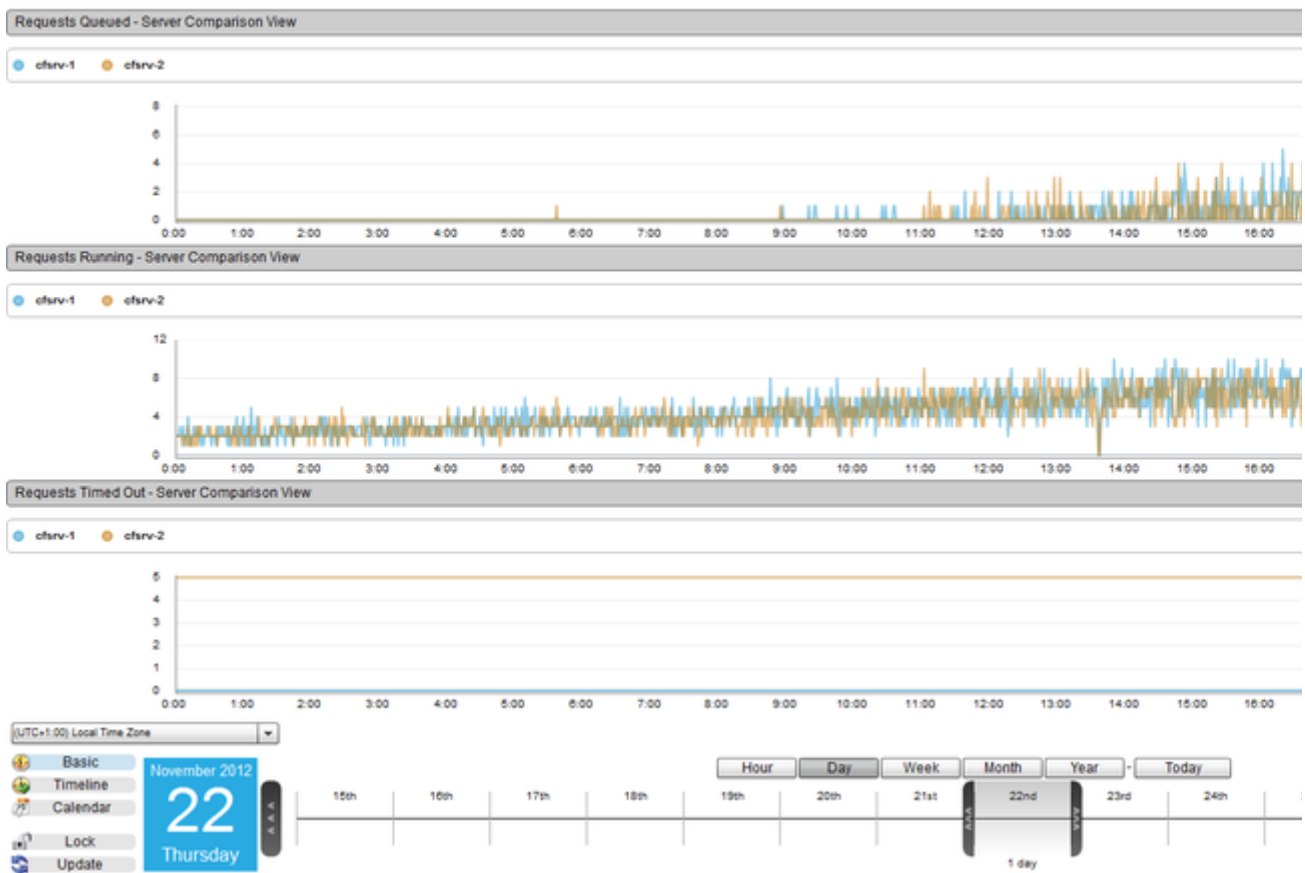 Requests Queued - Server Comparison View
cfsrv-1 cfsrv-2
8
6
4
2
0
0:00 1:00 2:00 3:00 4:00 5:00 6:00 7:00 8:00 9:00 10:00 11:00 12:00 13:00 14:00 15:00 16:00
Requests Running - Server Comparison View
cfsrv-1 cfsrv-2
12
8
4
0
0:00 1:00 2:00 3:00 4:00 5:00 6:00 7:00 8:00 9:00 10:00 11:00 12:00 13:00 14:00 15:00 16:00
Requests Timed Out - Server Comparison View
cfsrv-1 cfsrv-2
5
4
3
2
1
0
0:00 1:00 2:00 3:00 4:00 5:00 6:00 7:00 8:00 9:00 10:00 11:00 12:00 13:00 14:00 15:00 16:00
(UTC+1:00) Local Time Zone
Basic
Timeline
Calendar
Lock
Update
November 2012
22
Thursday
Hour Day Week Month Year - Today
15th 16th 17th 18th 19th 20th 21st 22nd 23rd 24th
1 day